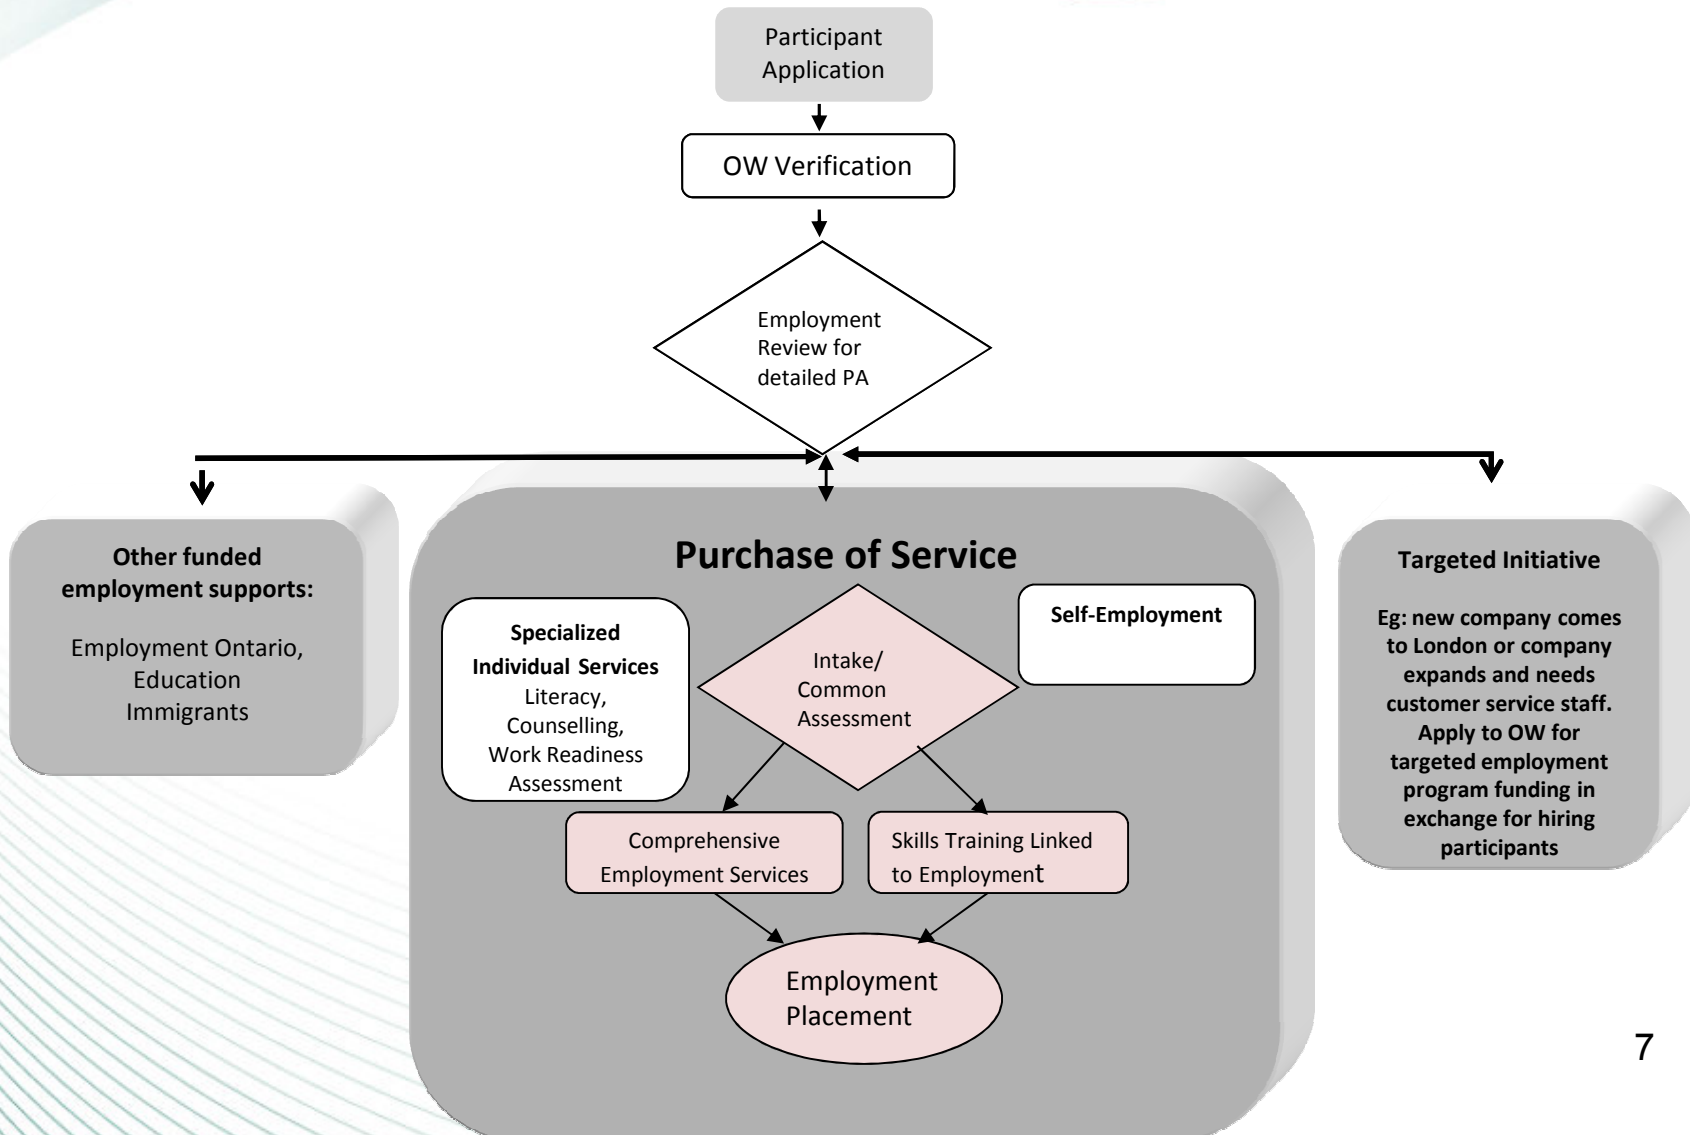 Participant
Application
OW Verification
Employment
Review for
detailed PA
Other funded
employment supports:
Employment Ontario,
Education
Immigrants
Purchase of Service
Specialized
Individual Services
Literacy,
Counselling,
Work Readiness
Assessment
Intake/
Common
Assessment
Self-Employment
Comprehensive
Employment Services
Skills Training Linked
to Employment
Employment
Placement
Targeted Initiative
Eg: new company comes
to London or company
expands and needs
customer service staff.
Apply to OW for
targeted employment
program funding in
exchange for hiring
participants
7